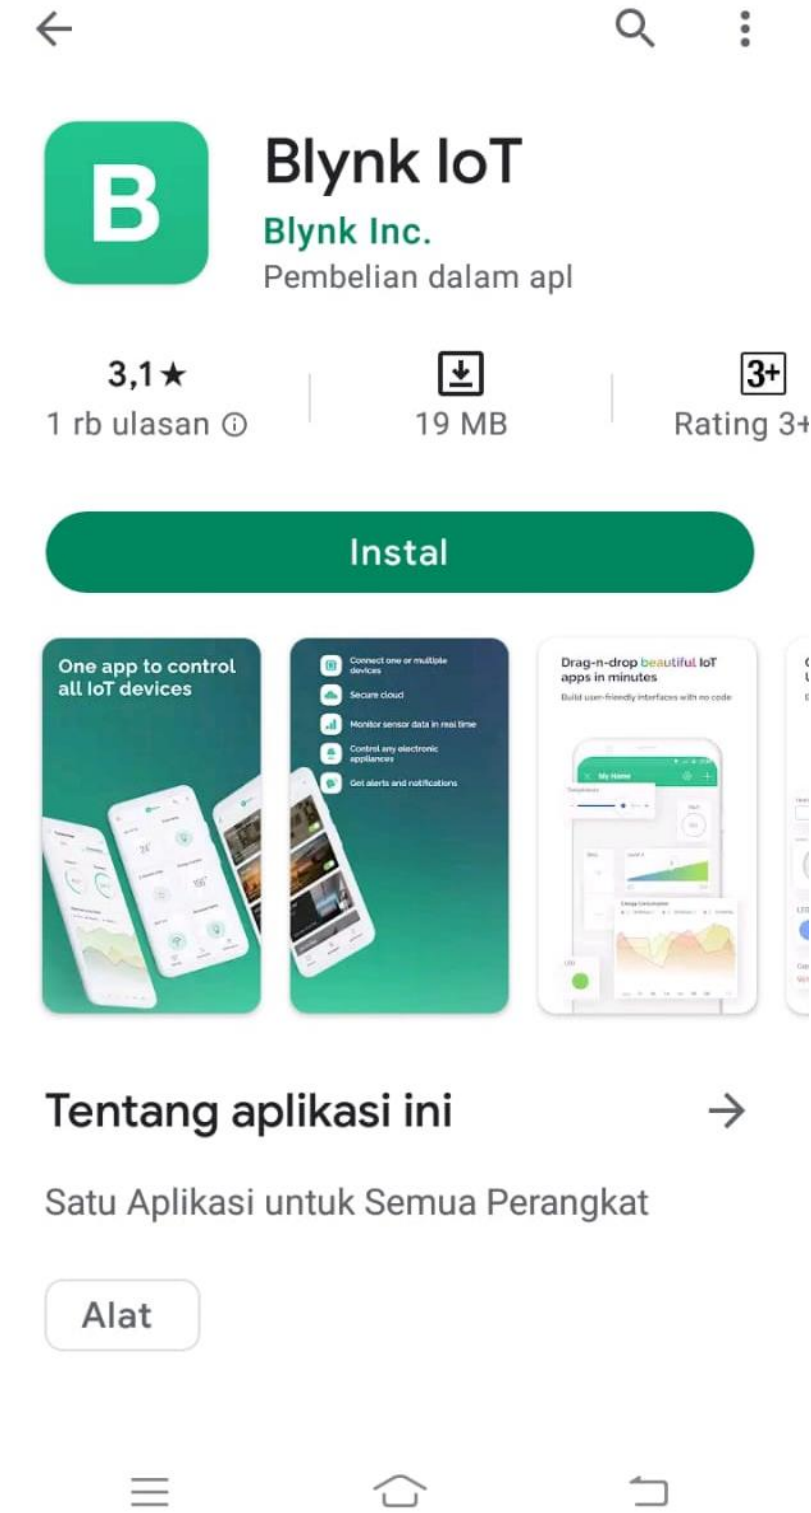 B
Blynk IoT
Blynk Inc.
Pembelian dalam apl
3,1★
1 rb ulasan
19 MB
3+
Rating 3+
Instal
One app to control
all IoT devices
Connect one or multiple
devices
Secure cloud
Monitor sensor data in real time
Control any electronic
appliances
Get alerts and notifications
Drag-n-drop beautiful IoT
apps in minutes
Build user-friendly interfaces with no code
My Home
Energy Consumption
Tentang aplikasi ini
Satu Aplikasi untuk Semua Perangkat
Alat